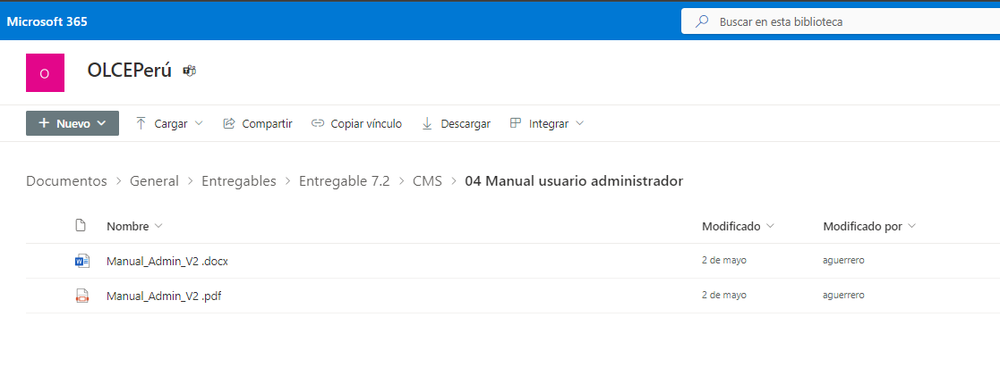 Microsoft 365
Buscar en esta biblioteca
O
OLCEPerú
Nuevo Cargar Compartir Copiar vínculo Descargar Integrar
Documentos > General > Entregables > Entregable 7.2 > CMS > 04 Manual usuario administrador
Nombre Modificado Modificado por
Manual_Admin_V2 .docx 2 de mayo aguerrero
Manual_Admin_V2 .pdf 2 de mayo aguerrero